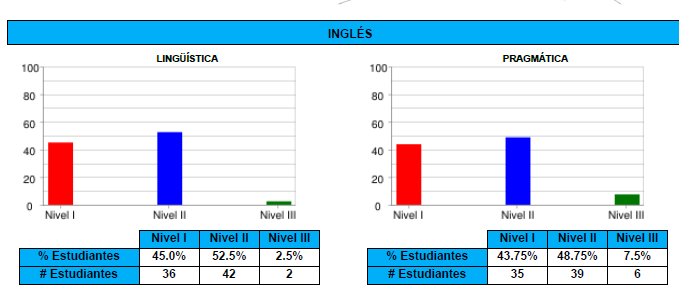 INGLÉS
LINGÜÍSTICA
100
80
60
40
20
0
Nivel I Nivel II Nivel III
Nivel I Nivel II Nivel III
% Estudiantes 45.0% 52.5% 2.5%
# Estudiantes 36 42 2
PRAGMÁTICA
100
80
60
40
20
0
Nivel I Nivel II Nivel III
Nivel I Nivel II Nivel III
% Estudiantes 43.75% 48.75% 7.5%
# Estudiantes 35 39 6